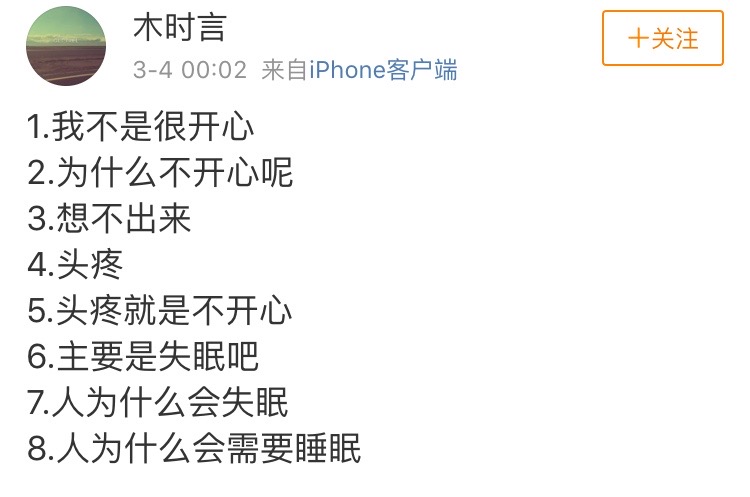 木时言
3-4 00:02 来自iPhone客户端
+关注
1.我不是很开心
2.为什么不开心呢
3.想不出来
4.头疼
5.头疼就是不开心
6.主要是失眠吧
7.人为什么会失眠
8.人为什么会需要睡眠